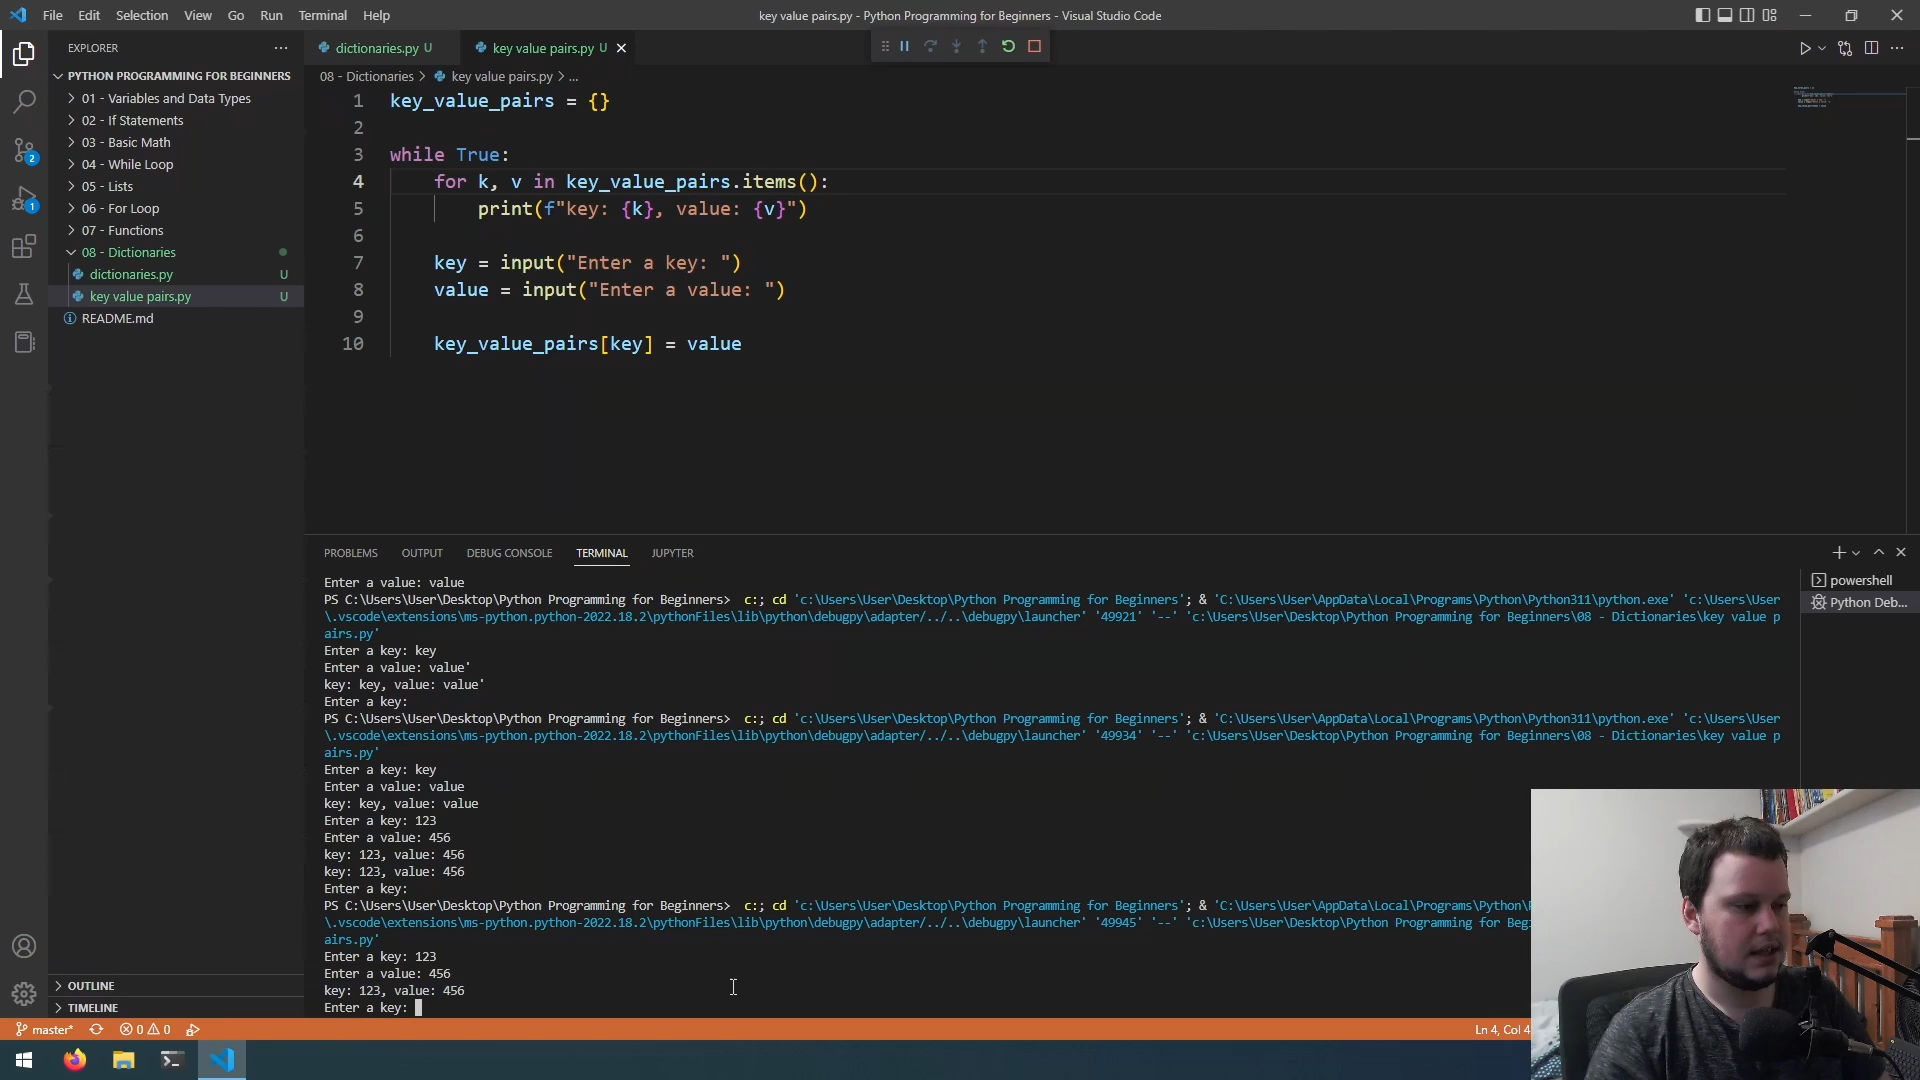 File Edit Selection View Go Run Terminal Help
key value pairs.py - Python Programming for Beginners - Visual Studio Code
EXPLORER
dictionaries.py U
key value pairs.py U
PYTHON PROGRAMMING FOR BEGINNERS
01 - Variables and Data Types
02 - If Statements
03 - Basic Math
04 - While Loop
05 - Lists
06 - For Loop
07 - Functions
08 - Dictionaries
dictionaries.py U
key value pairs.py U
README.md
2
1
OUTLINE
TIMELINE
08 - Dictionaries > key value pairs.py > ...
1 key_value_pairs = {}
2
3 while True:
4 for k, v in key_value_pairs.items():
5 print(f"key: {k}, value: {v}")
6
7 key = input("Enter a key: ")
8 value = input("Enter a value: ")
9
10 key_value_pairs[key] = value
PROBLEMS OUTPUT DEBUG CONSOLE TERMINAL JUPYTER
powershell
Python Deb...
Enter a value: value
PS C:\Users\User\Desktop\Python Programming for Beginners> c:; cd 'c:\Users\User\Desktop\Python Programming for Beginners'; & 'C:\Users\User\AppData\Local\Programs\Python\Python311\python.exe' 'c:\Users\User
\.vscode\extensions\ms-python.python-2022.18.2\pythonFiles\lib\python\debugpy\adapter/../..\debugpy\launcher' '49921' '--' 'c:\Users\User\Desktop\Python Programming for Beginners\08 - Dictionaries\key value p
airs.py'
Enter a key: key
Enter a value: value'
key: key, value: value'
Enter a key:
PS C:\Users\User\Desktop\Python Programming for Beginners> c:; cd 'c:\Users\User\Desktop\Python Programming for Beginners'; & 'C:\Users\User\AppData\Local\Programs\Python\Python311\python.exe' 'c:\Users\User
\.vscode\extensions\ms-python.python-2022.18.2\pythonFiles\lib\python\debugpy\adapter/../..\debugpy\launcher' '49934' '--' 'c:\Users\User\Desktop\Python Programming for Beginners\08 - Dictionaries\key value p
airs.py'
Enter a key: key
Enter a value: value
key: key, value: value
Enter a key: 123
Enter a value: 456
key: 123, value: 456
key: 123, value: 456
Enter a key:
PS C:\Users\User\Desktop\Python Programming for Beginners> c:; cd 'c:\Users\User\Desktop\Python Programming for Beginners'; & 'C:\Users\User\AppData\Local\Programs\Python\
\.vscode\extensions\ms-python.python-2022.18.2\pythonFiles\lib\python\debugpy\adapter/../..\debugpy\launcher' '49945' '--' 'c:\Users\User\Desktop\Python Programming for Beg
airs.py'
Enter a key: 123
Enter a value: 456
key: 123, value: 456
Enter a key:
master* 0 0
Ln 4, Col 4